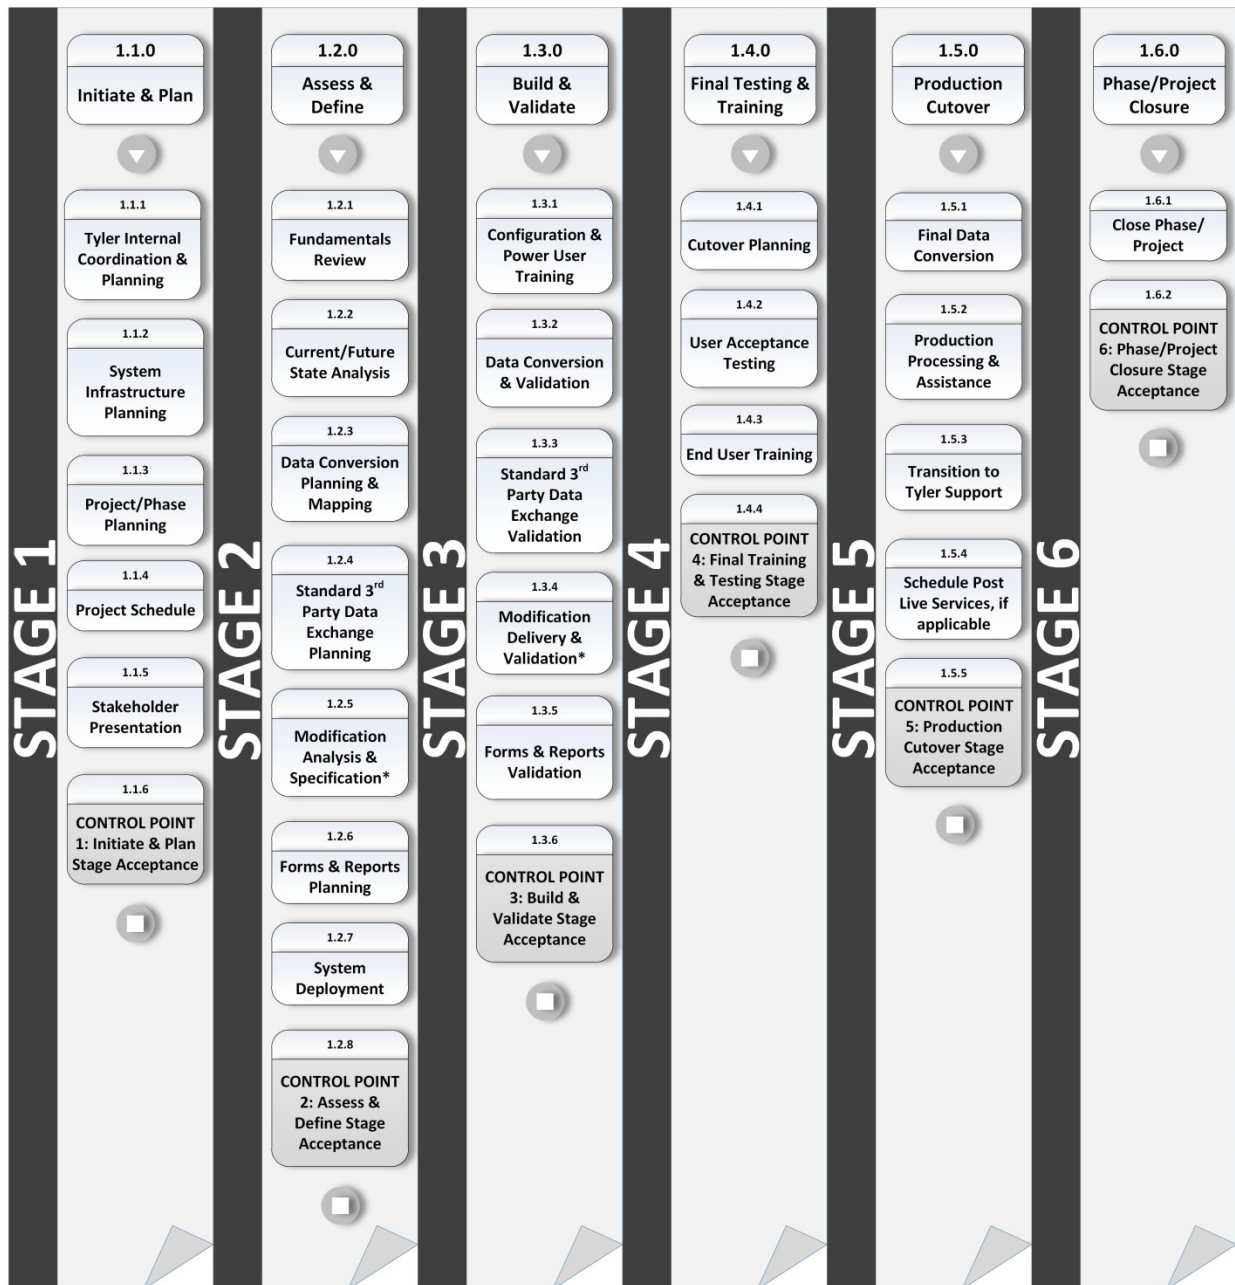 STAGE 1
1.1.0
Initiate & Plan
1.1.1
Tyler Internal
Coordination &
Planning
1.1.2
System
Infrastructure
Planning
1.1.3
Project/Phase
Planning
1.1.4
Project Schedule
1.1.5
Stakeholder
Presentation
1.1.6
CONTROL POINT
1: Initiate & Plan
Stage Acceptance
STAGE 2
1.2.0
Assess &
Define
1.2.1
Fundamentals
Review
1.2.2
Current/Future
State Analysis
1.2.3
Data Conversion
Planning &
Mapping
1.2.4
Standard 3rd
Party Data
Exchange
Planning
1.2.5
Modification
Analysis &
Specification*
1.2.6
Forms & Reports
Planning
1.2.7
System
Deployment
1.2.8
CONTROL POINT
2: Assess &
Define Stage
Acceptance
STAGE 3
1.3.0
Build &
Validate
1.3.1
Configuration &
Power User
Training
1.3.2
Data Conversion
& Validation
1.3.3
Standard 3rd
Party Data
Exchange
Validation
1.3.4
Modification
Delivery &
Validation*
1.3.5
Forms & Reports
Validation
1.3.6
CONTROL POINT
3: Build &
Validate Stage
Acceptance
STAGE 4
1.4.0
Final Testing &
Training
1.4.1
Cutover Planning
1.4.2
User Acceptance
Testing
1.4.3
End User Training
1.4.4
CONTROL POINT
4: Final Training
& Testing Stage
Acceptance
STAGE 5
1.5.0
Production
Cutover
1.5.1
Final Data
Conversion
1.5.2
Production
Processing &
Assistance
1.5.3
Transition to
Tyler Support
1.5.4
Schedule Post
Live Services, if
applicable
1.5.5
CONTROL POINT
5: Production
Cutover Stage
Acceptance
STAGE 6
1.6.0
Phase/Project
Closure
1.6.1
Close Phase/
Project
1.6.2
CONTROL POINT
6: Phase/Project
Closure Stage
Acceptance